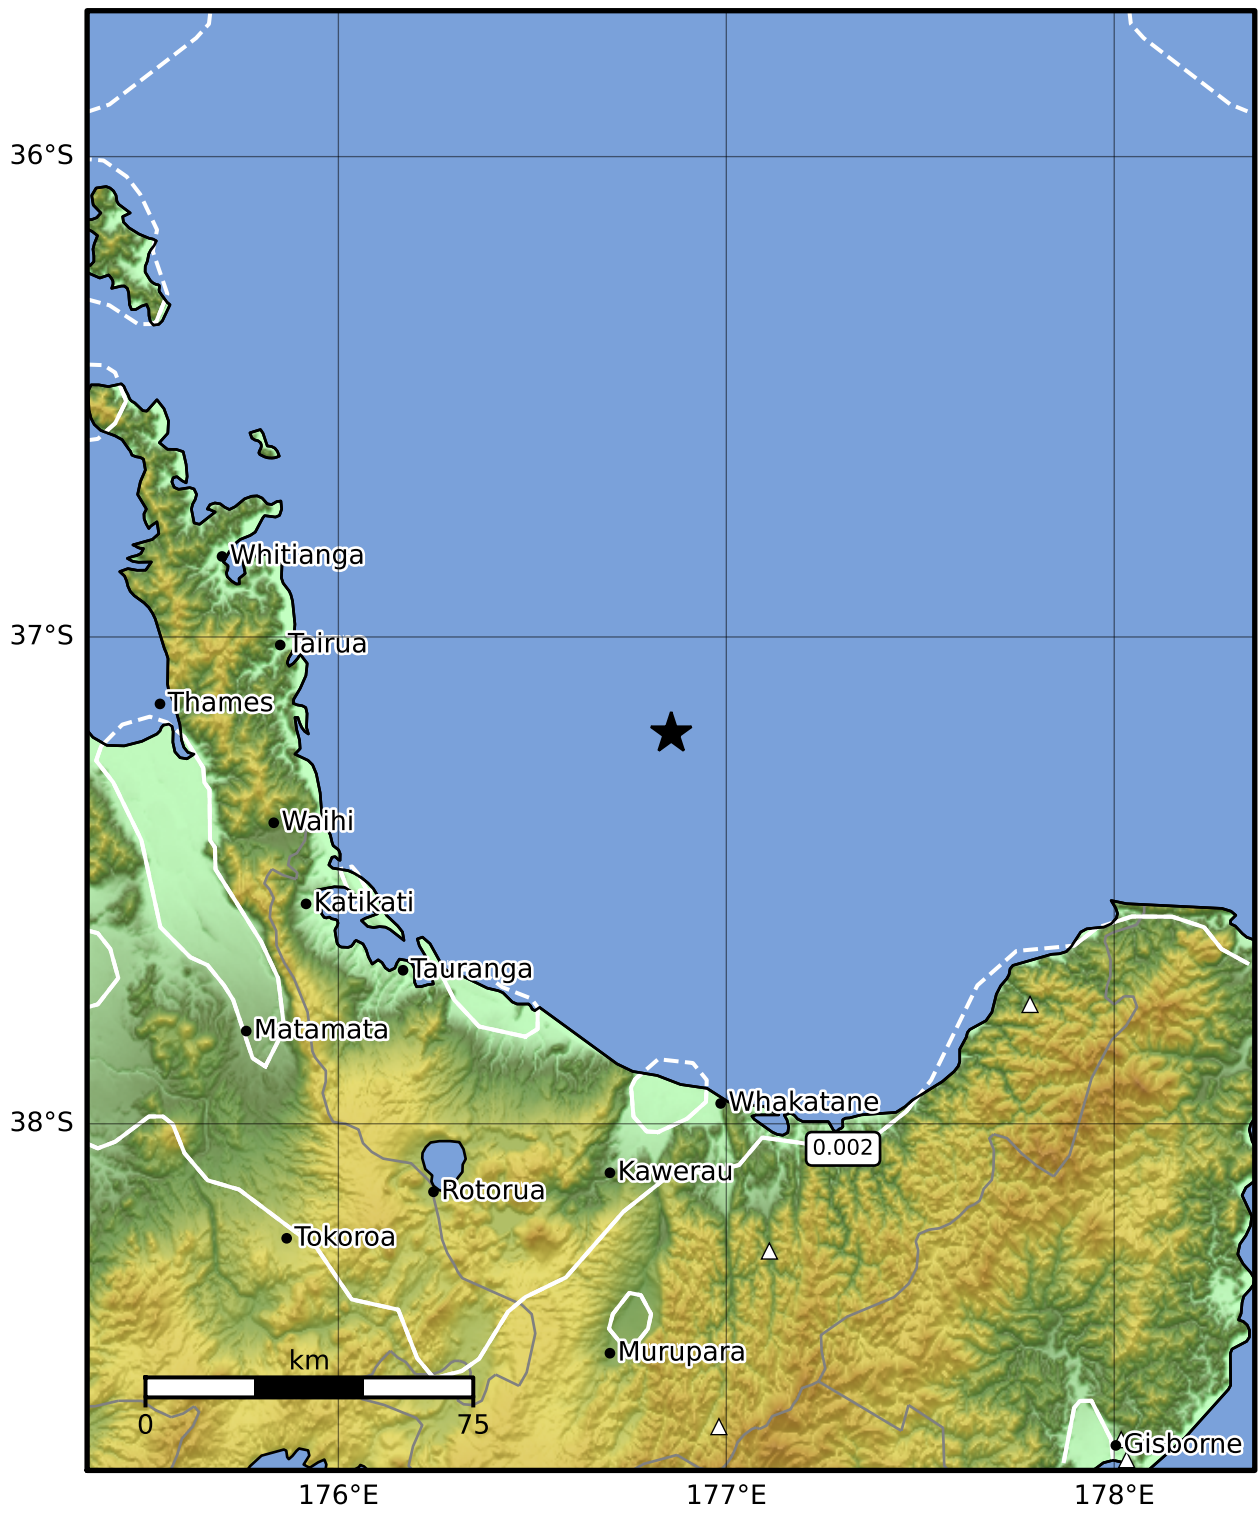 36°S
Whitianga
37°S
Tairua
Thames
Waihi
Katikati
Tauranga
Matamata
Whakatane
38°S
0.002
Kawerau
Rotorua
Tokoroa
Murupara
km
0 75
Gisborne
176°E 177°E 178°E